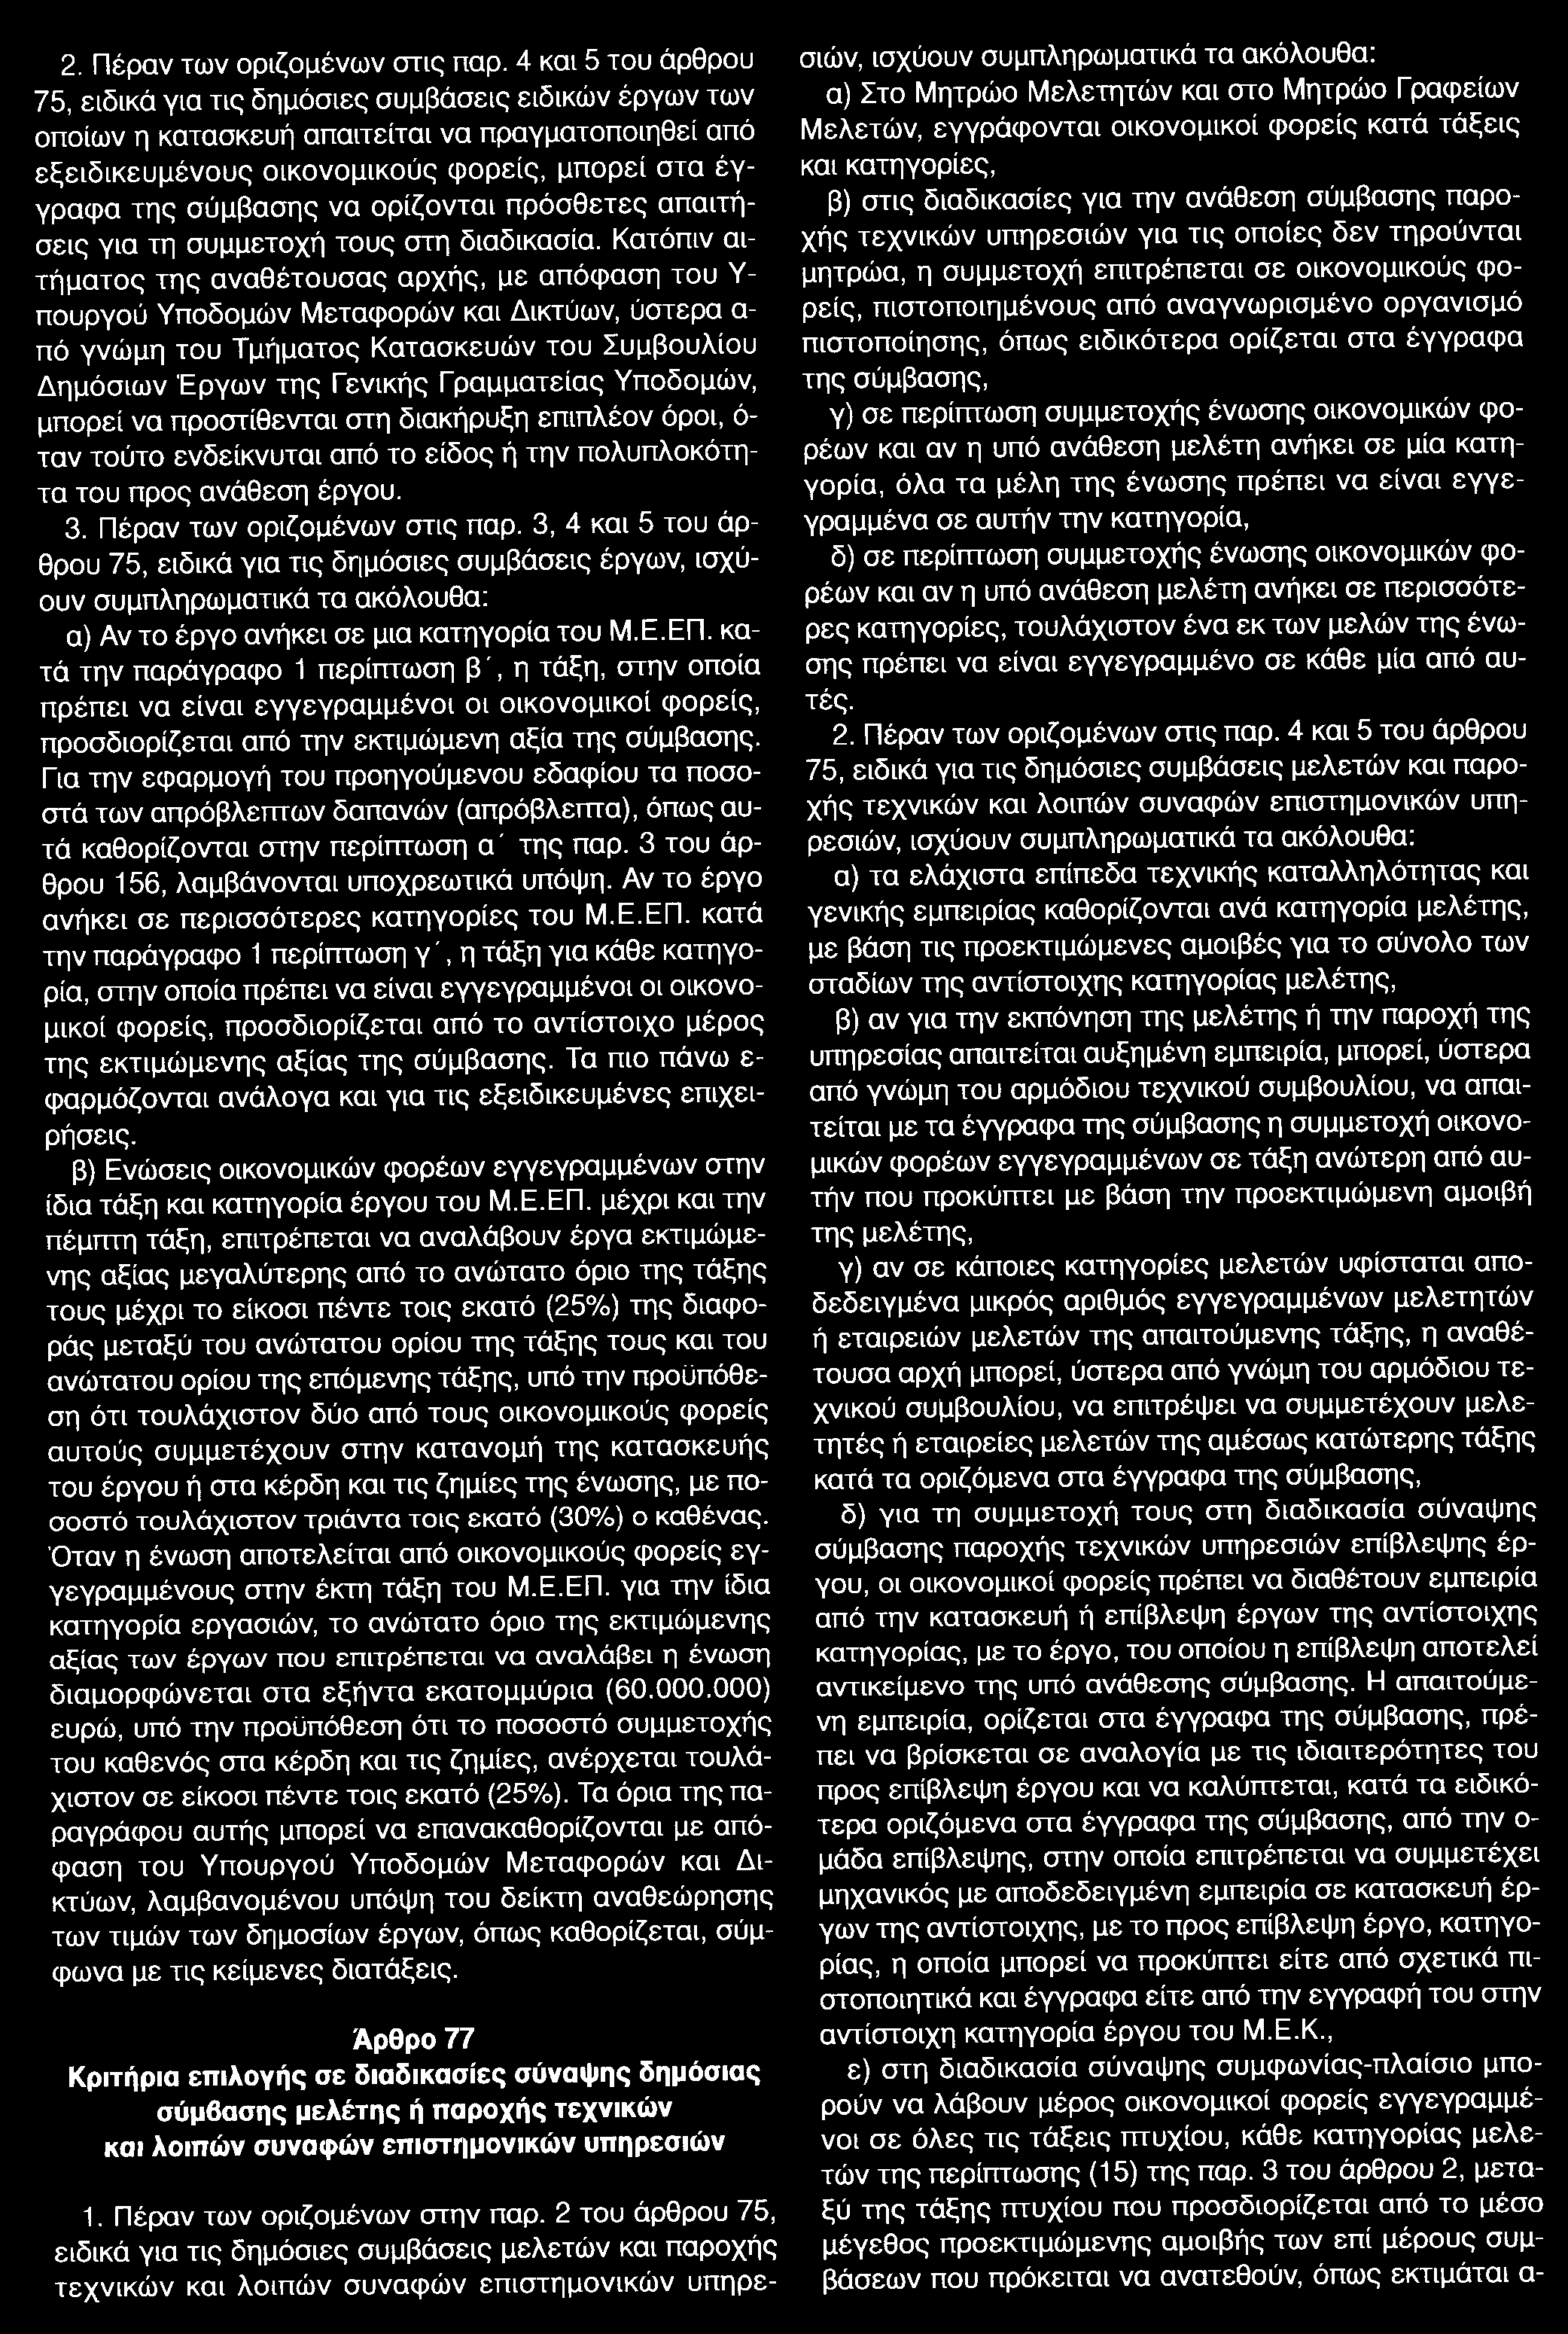 2. Πέραν των οριζομένων στις παρ. 4 και 5 του άρθρου
75, ειδικά για τις δημόσιες συμβάσεις ειδικών έργων των
οποίων η κατασκευή απαιτείται να πραγματοποιηθεί από
εξειδικευμένους οικονομικούς φορείς, μπορεί στα έγ-
γραφα της σύμβασης να ορίζονται πρόσθετες απαιτή-
σεις για τη συμμετοχή τους στη διαδικασία. Κατόπιν αι-
τήματος της αναθέτουσας αρχής, με απόφαση του Υ-
πουργού Υποδομών Μεταφορών και Δικτύων, ύστερα α-
πό γνώμη του Τμήματος Κατασκευών του Συμβουλίου
Δημόσιων Έργων της Γενικής Γραμματείας Υποδομών,
μπορεί να προστίθενται στη διακήρυξη επιπλέον όροι, ό-
ταν τούτο ενδείκνυται από το είδος ή την πολυπλοκότη-
τα του προς ανάθεση έργου.
3. Πέραν των οριζομένων στις παρ. 3, 4 και 5 του άρ-
θρου 75, ειδικά για τις δημόσιες συμβάσεις έργων, ισχύ-
ουν συμπληρωματικά τα ακόλουθα:
α) Αν το έργο ανήκει σε μια κατηγορία του Μ.Ε.ΕΠ. κα-
τά την παράγραφο 1 περίπτωση β΄, η τάξη, στην οποία
πρέπει να είναι εγγεγραμμένοι οι οικονομικοί φορείς,
προσδιορίζεται από την εκτιμώμενη αξία της σύμβασης.
Για την εφαρμογή του προηγούμενου εδαφίου τα ποσο-
στά των απρόβλεπτων δαπανών (απρόβλεπτα), όπως αυ-
τά καθορίζονται στην περίπτωση α΄ της παρ. 3 του άρ-
θρου 156, λαμβάνονται υποχρεωτικά υπόψη. Αν το έργο
ανήκει σε περισσότερες κατηγορίες του Μ.Ε.ΕΠ. κατά
την παράγραφο 1 περίπτωση γ΄, η τάξη για κάθε κατηγο-
ρία, στην οποία πρέπει να είναι εγγεγραμμένοι οι οικονο-
μικοί φορείς, προσδιορίζεται από το αντίστοιχο μέρος
της εκτιμώμενης αξίας της σύμβασης. Τα πιο πάνω ε-
φαρμόζονται ανάλογα και για τις εξειδικευμένες επιχει-
ρήσεις.
β) Ενώσεις οικονομικών φορέων εγγεγραμμένων στην
ίδια τάξη και κατηγορία έργου του Μ.Ε.ΕΠ. μέχρι και την
πέμπτη τάξη, επιτρέπεται να αναλάβουν έργα εκτιμώμε-
νης αξίας μεγαλύτερης από το ανώτατο όριο της τάξης
τους μέχρι το είκοσι πέντε τοις εκατό (25%) της διαφο-
ράς μεταξύ του ανώτατου ορίου της τάξης τους και του
ανώτατου ορίου της επόμενης τάξης, υπό την προϋπόθε-
ση ότι τουλάχιστον δύο από τους οικονομικούς φορείς
αυτούς συμμετέχουν στην κατανομή της κατασκευής
του έργου ή στα κέρδη και τις ζημίες της ένωσης, με πο-
σοστό τουλάχιστον τριάντα τοις εκατό (30%) ο καθένας.
Όταν η ένωση αποτελείται από οικονομικούς φορείς εγ-
γεγραμμένους στην έκτη τάξη του Μ.Ε.ΕΠ. για την ίδια
κατηγορία εργασιών, το ανώτατο όριο της εκτιμώμενης
αξίας των έργων που επιτρέπεται να αναλάβει η ένωση
διαμορφώνεται στα εξήντα εκατομμύρια (60.000.000)
ευρώ, υπό την προϋπόθεση ότι το ποσοστό συμμετοχής
του καθενός στα κέρδη και τις ζημίες, ανέρχεται τουλά-
χιστον σε είκοσι πέντε τοις εκατό (25%). Τα όρια της πα-
ραγράφου αυτής μπορεί να επανακαθορίζονται με από-
φαση του Υπουργού Υποδομών Μεταφορών και Δι-
κτύων, λαμβανομένου υπόψη του δείκτη αναθεώρησης
των τιμών των δημοσίων έργων, όπως καθορίζεται, σύμ-
φωνα με τις κείμενες διατάξεις.
Άρθρο 77
Κριτήρια επιλογής σε διαδικασίες σύναψης δημόσιας
σύμβασης μελέτης ή παροχής τεχνικών
και λοιπών συναφών επιστημονικών υπηρεσιών
1. Πέραν των οριζομένων στην παρ. 2 του άρθρου 75,
ειδικά για τις δημόσιες συμβάσεις μελετών και παροχής
τεχνικών και λοιπών συναφών επιστημονικών υπηρε-
σιών, ισχύουν συμπληρωματικά τα ακόλουθα:
α) Στο Μητρώο Μελετητών και στο Μητρώο Γραφείων
Μελετών, εγγράφονται οικονομικοί φορείς κατά τάξεις
και κατηγορίες,
β) στις διαδικασίες για την ανάθεση σύμβασης παρο-
χής τεχνικών υπηρεσιών για τις οποίες δεν τηρούνται
μητρώα, η συμμετοχή επιτρέπεται σε οικονομικούς φο-
ρείς, πιστοποιημένους από αναγνωρισμένο οργανισμό
πιστοποίησης, όπως ειδικότερα ορίζεται στα έγγραφα
της σύμβασης,
γ) σε περίπτωση συμμετοχής ένωσης οικονομικών φο-
ρέων και αν η υπό ανάθεση μελέτη ανήκει σε μία κατη-
γορία, όλα τα μέλη της ένωσης πρέπει να είναι εγγε-
γραμμένα σε αυτήν την κατηγορία,
δ) σε περίπτωση συμμετοχής ένωσης οικονομικών φο-
ρέων και αν η υπό ανάθεση μελέτη ανήκει σε περισσότε-
ρες κατηγορίες, τουλάχιστον ένα εκ των μελών της ένω-
σης πρέπει να είναι εγγεγραμμένο σε κάθε μία από αυ-
τές.
2. Πέραν των οριζομένων στις παρ. 4 και 5 του άρθρου
75, ειδικά για τις δημόσιες συμβάσεις μελετών και παρο-
χής τεχνικών και λοιπών συναφών επιστημονικών υπη-
ρεσιών, ισχύουν συμπληρωματικά τα ακόλουθα:
α) τα ελάχιστα επίπεδα τεχνικής καταλληλότητας και
γενικής εμπειρίας καθορίζονται ανά κατηγορία μελέτης,
με βάση τις προεκτιμώμενες αμοιβές για το σύνολο των
σταδίων της αντίστοιχης κατηγορίας μελέτης,
β) αν για την εκπόνηση της μελέτης ή την παροχή της
υπηρεσίας απαιτείται αυξημένη εμπειρία, μπορεί, ύστερα
από γνώμη του αρμόδιου τεχνικού συμβουλίου, να απαι-
τείται με τα έγγραφα της σύμβασης η συμμετοχή οικονο-
μικών φορέων εγγεγραμμένων σε τάξη ανώτερη από αυ-
τήν που προκύπτει με βάση την προεκτιμώμενη αμοιβή
της μελέτης,
γ) αν σε κάποιες κατηγορίες μελετών υφίσταται απο-
δεδειγμένα μικρός αριθμός εγγεγραμμένων μελετητών
ή εταιρειών μελετών της απαιτούμενης τάξης, η αναθέ-
τουσα αρχή μπορεί, ύστερα από γνώμη του αρμόδιου τε-
χνικού συμβουλίου, να επιτρέψει να συμμετέχουν μελε-
τητές ή εταιρείες μελετών της αμέσως κατώτερης τάξης
κατά τα οριζόμενα στα έγγραφα της σύμβασης,
δ) για τη συμμετοχή τους στη διαδικασία σύναψης
σύμβασης παροχής τεχνικών υπηρεσιών επίβλεψης έρ-
γου, οι οικονομικοί φορείς πρέπει να διαθέτουν εμπειρία
από την κατασκευή ή επίβλεψη έργων της αντίστοιχης
κατηγορίας, με το έργο, του οποίου η επίβλεψη αποτελεί
αντικείμενο της υπό ανάθεσης σύμβασης. Η απαιτούμε-
νη εμπειρία, ορίζεται στα έγγραφα της σύμβασης, πρέ-
πει να βρίσκεται σε αναλογία με τις ιδιαιτερότητες του
προς επίβλεψη έργου και να καλύπτεται, κατά τα ειδικό-
τερα οριζόμενα στα έγγραφα της σύμβασης, από την ο-
μάδα επίβλεψης, στην οποία επιτρέπεται να συμμετέχει
μηχανικός με αποδεδειγμένη εμπειρία σε κατασκευή έρ-
γων της αντίστοιχης, με το προς επίβλεψη έργο, κατηγο-
ρίας, η οποία μπορεί να προκύπτει είτε από σχετικά πι-
στοποιητικά και έγγραφα είτε από την εγγραφή του στην
αντίστοιχη κατηγορία έργου του Μ.Ε.Κ.,
ε) στη διαδικασία σύναψης συμφωνίας-πλαίσιο μπο-
ρούν να λάβουν μέρος οικονομικοί φορείς εγγεγραμμέ-
νοι σε όλες τις τάξεις πτυχίου, κάθε κατηγορίας μελε-
τών της περίπτωσης (15) της παρ. 3 του άρθρου 2, μετα-
ξύ της τάξης πτυχίου που προσδιορίζεται από το μέσο
μέγεθος προεκτιμώμενης αμοιβής των επί μέρους συμ-
βάσεων που πρόκειται να ανατεθούν, όπως εκτιμάται α-